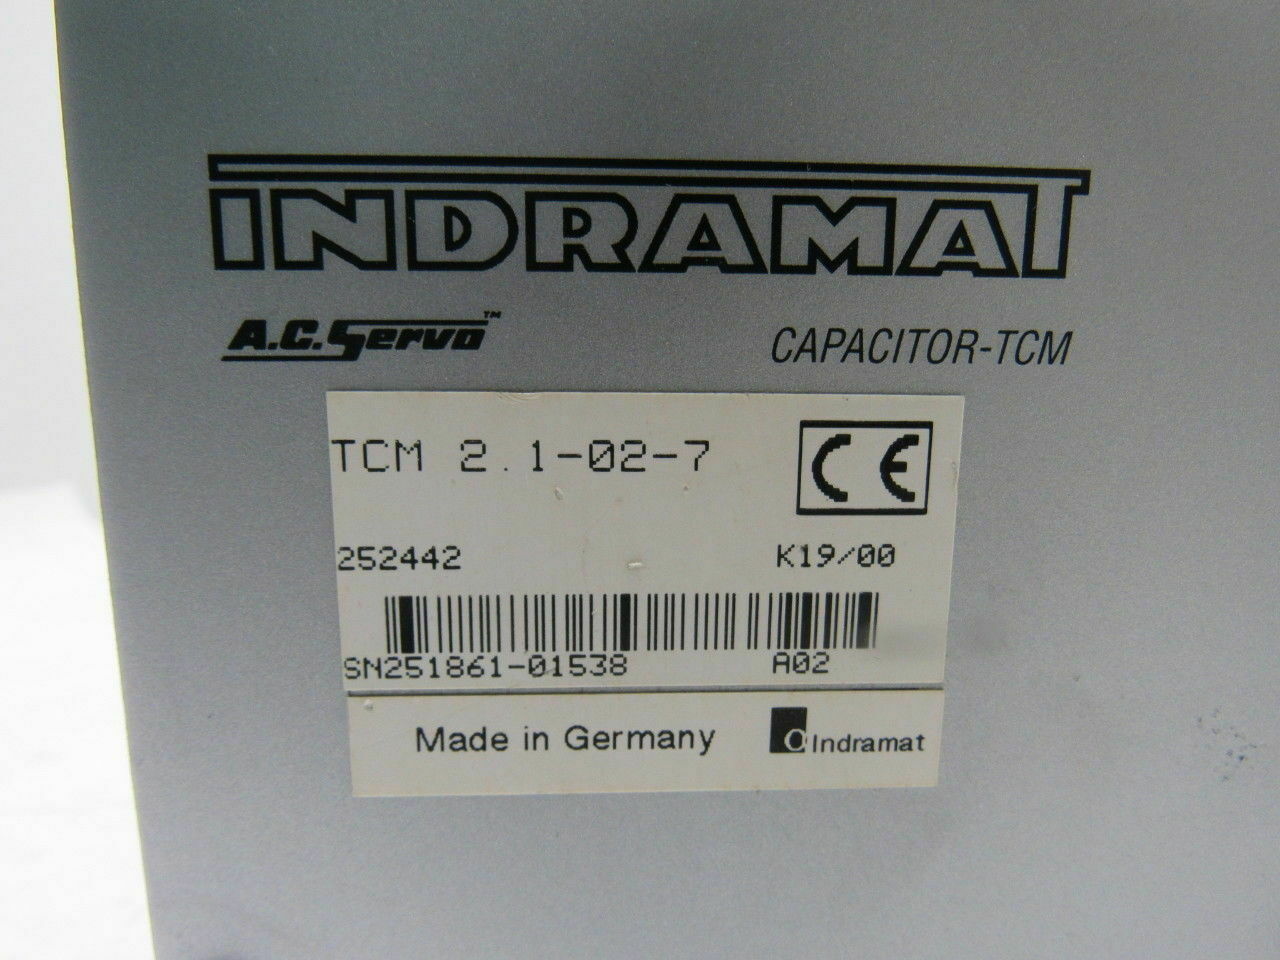 INDRAMAT
A.C. Servo™ CAPACITOR-TCM
TCM 2.1-02-7 CE
252442 K19/00
SN251861-01538 A02
Made in Germany Indramat